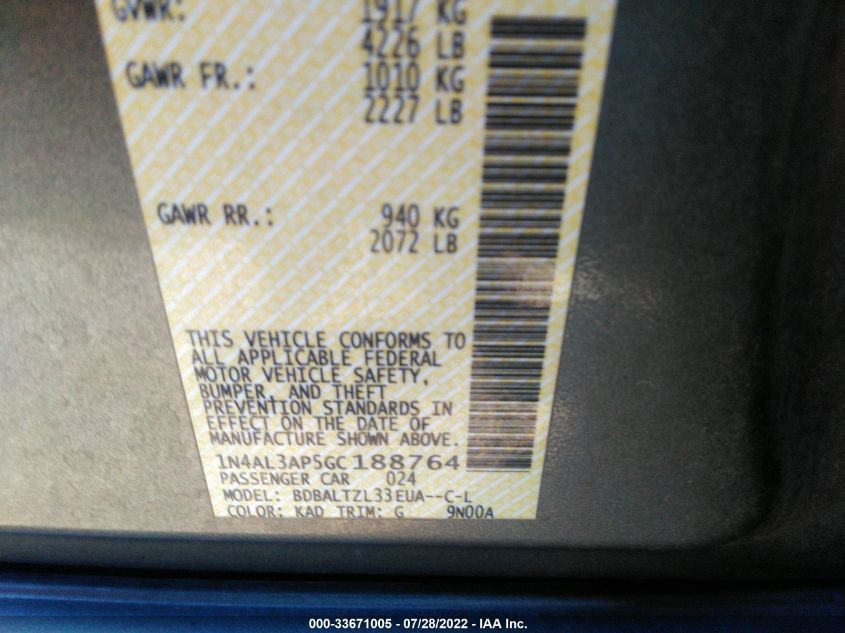 GVWR: 1917 KG
4226 LB
GAWR FR.: 1010 KG
2227 LB
GAWR RR.: 940 KG
2072 LB
THIS VEHICLE CONFORMS TO
ALL APPLICABLE FEDERAL
MOTOR VEHICLE SAFETY,
BUMPER, AND THEFT
PREVENTION STANDARDS IN
EFFECT ON THE DATE OF
MANUFACTURE SHOWN ABOVE.
1N4AL3AP5GC188764
PASSENGER CAR 024
MODEL: BDBALTZL33EUA--C-L
COLOR: KAD TRIM: G 9N00A
000-33671005 - 07/28/2022 - IAA Inc.